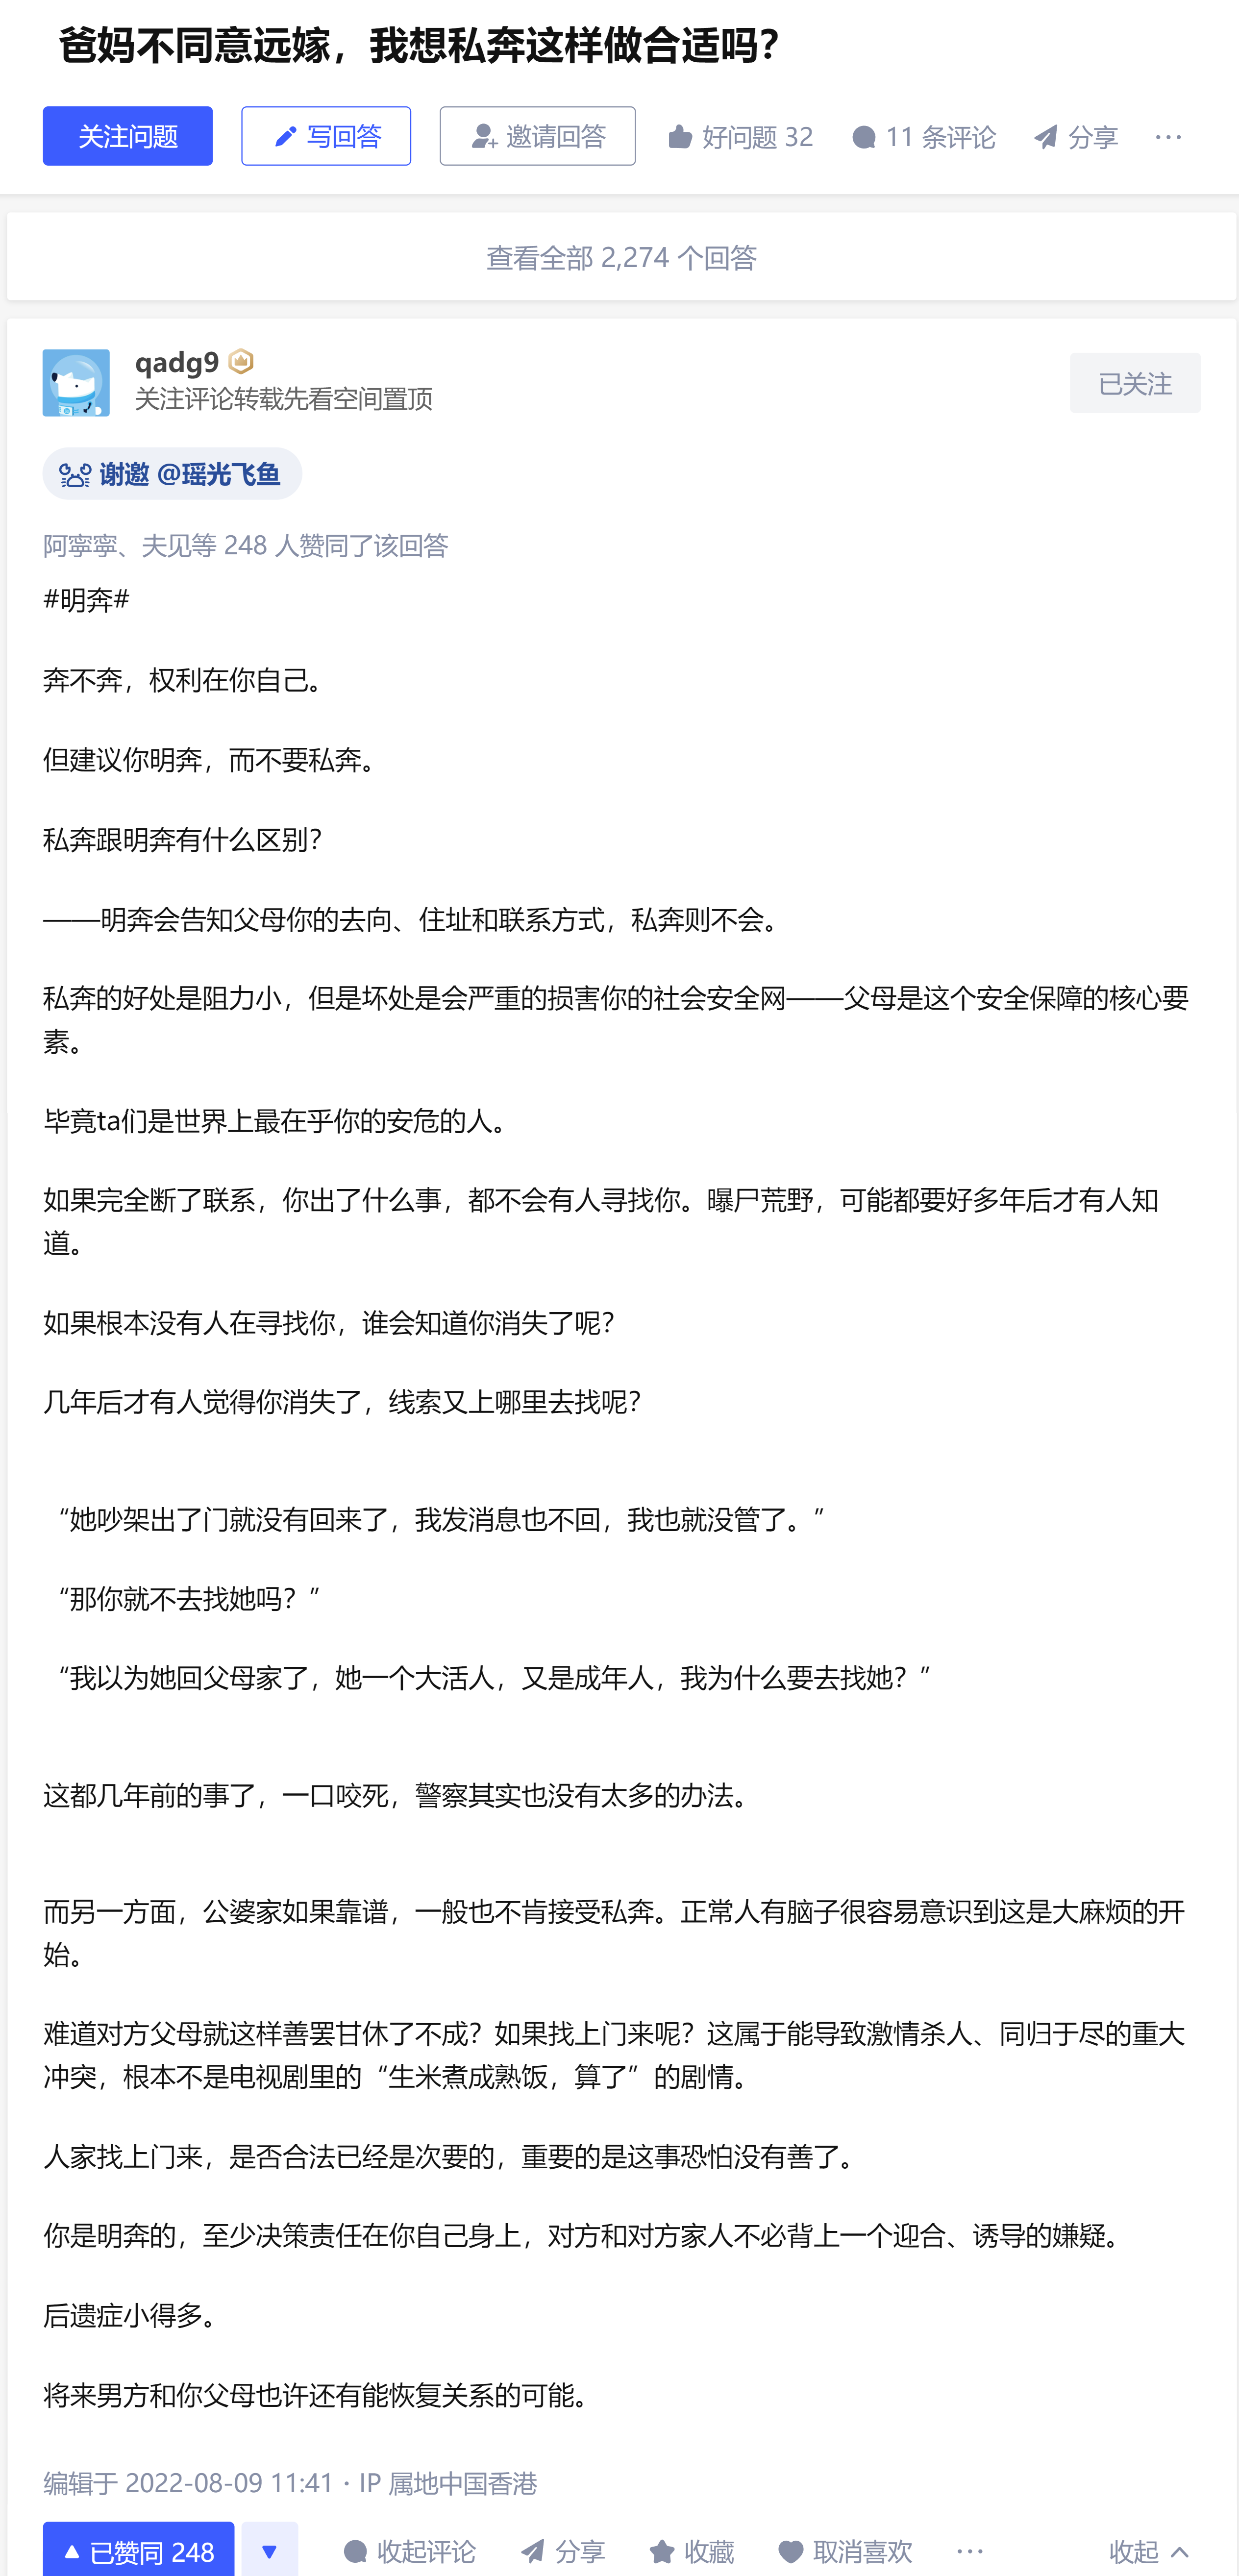 爸妈不同意远嫁，我想私奔这样做合适吗？
关注问题 写回答 邀请回答 好问题 32 11 条评论 分享 ···
查看全部 2,274 个回答
qadg9
关注评论转载先看空间置顶
已关注
谢邀 @瑶光飞鱼
阿寧寧、夫见等 248 人赞同了该回答
#明奔#
奔不奔，权利在你自己。
但建议你明奔，而不要私奔。
私奔跟明奔有什么区别？
——明奔会告知父母你的去向、住址和联系方式，私奔则不会。
私奔的好处是阻力小，但是坏处是会严重的损害你的社会安全网——父母是这个安全保障的核心要
素。
毕竟ta们是世界上最在乎你的安危的人。
如果完全断了联系，你出了什么事，都不会有人寻找你。曝尸荒野，可能都要好多年后才有人知
道。
如果根本没有人在寻找你，谁会知道你消失了呢？
几年后才有人觉得你消失了，线索又上哪里去找呢？
“她吵架出了门就没有回来了，我发消息也不回，我也就没管了。”
“那你就不去找她吗？”
“我以为她回父母家了，她一个大活人，又是成年人，我为什么要去找她？”
这都几年前的事了，一口咬死，警察其实也没有太多的办法。
而另一方面，公婆家如果靠谱，一般也不肯接受私奔。正常人有脑子很容易意识到这是大麻烦的开
始。
难道对方父母就这样善罢甘休了不成？如果找上门来呢？这属于能导致激情杀人、同归于尽的重大
冲突，根本不是电视剧里的“生米煮成熟饭，算了”的剧情。
人家找上门来，是否合法已经是次要的，重要的是这事恐怕没有善了。
你是明奔的，至少决策责任在你自己身上，对方和对方家人不必背上一个迎合、诱导的嫌疑。
后遗症小得多。
将来男方和你父母也许还有能恢复关系的可能。
编辑于 2022-08-09 11:41 · IP 属地中国香港
已赞同 248 收起评论 分享 收藏 取消喜欢 ··· 收起